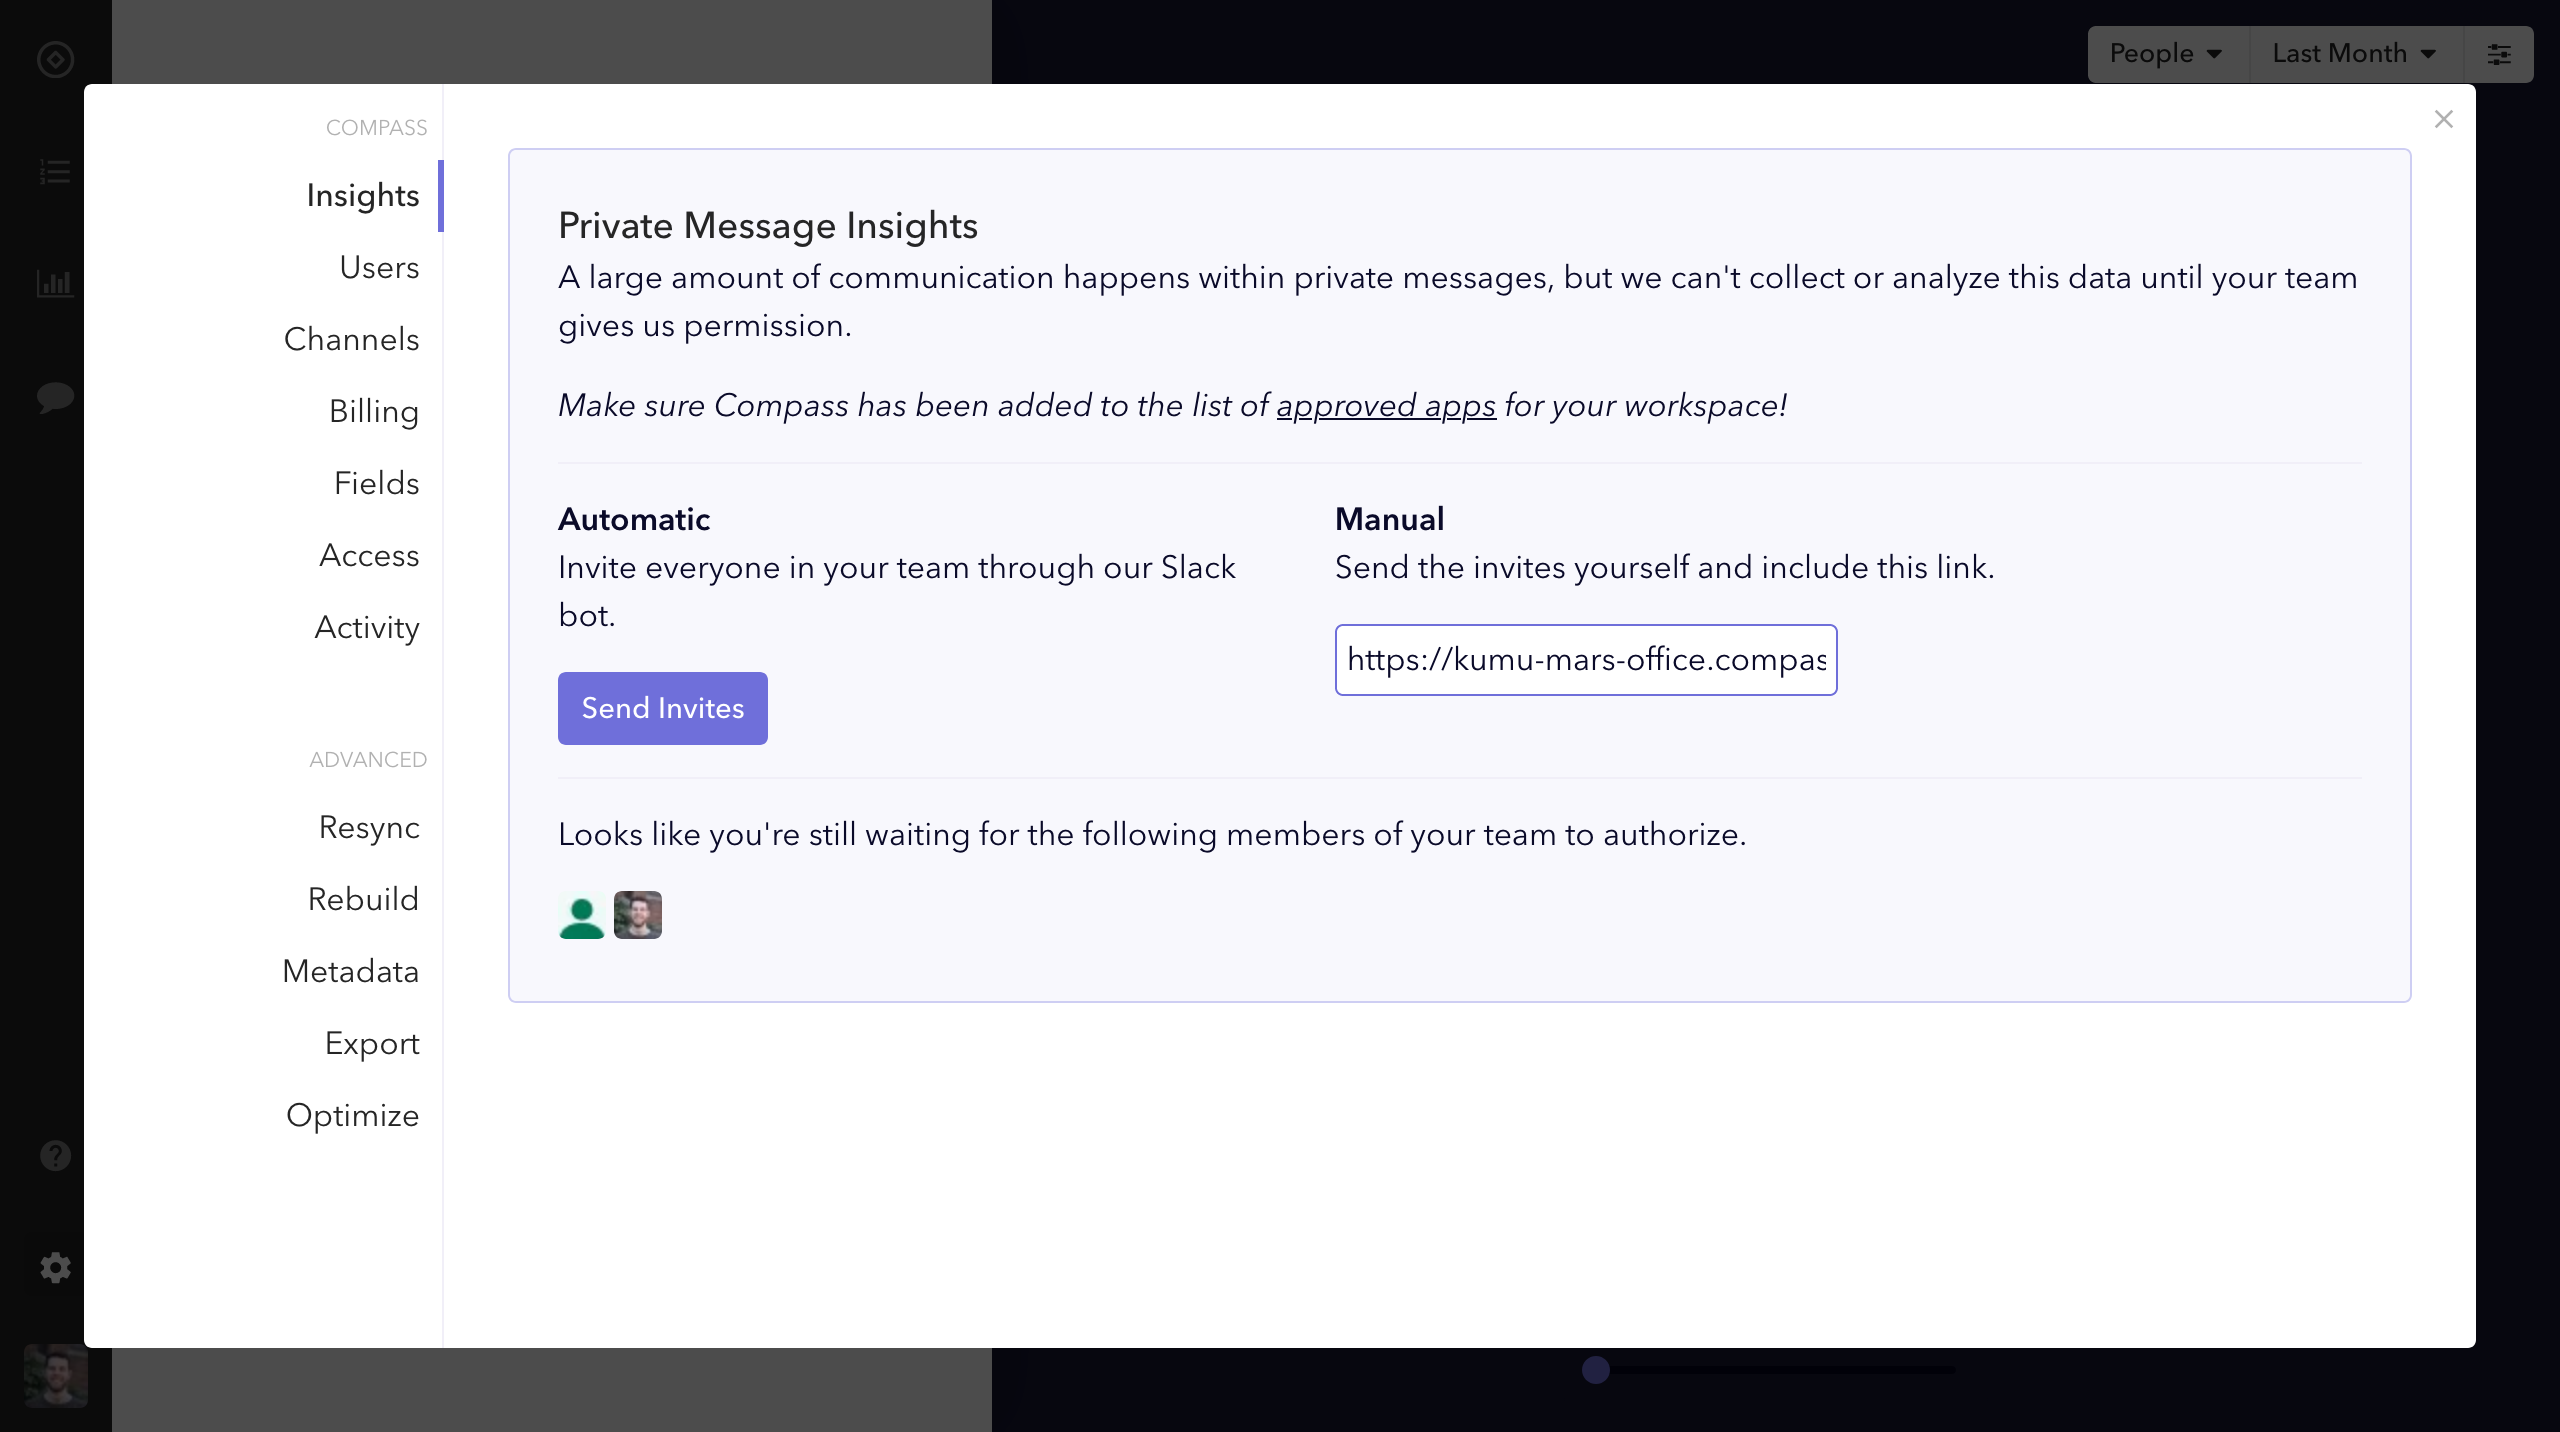 People
Last Month
COMPASS
Insights
Users
Channels
Billing
Fields
Access
Activity
ADVANCED
Resync
Rebuild
Metadata
Export
Optimize
Private Message Insights
A large amount of communication happens within private messages, but we can't collect or analyze this data until your team
gives us permission.
Make sure Compass has been added to the list of approved apps for your workspace!
Automatic
Invite everyone in your team through our Slack
bot.
Send Invites
Manual
Send the invites yourself and include this link.
https://kumu-mars-office.compas
Looks like you're still waiting for the following members of your team to authorize.